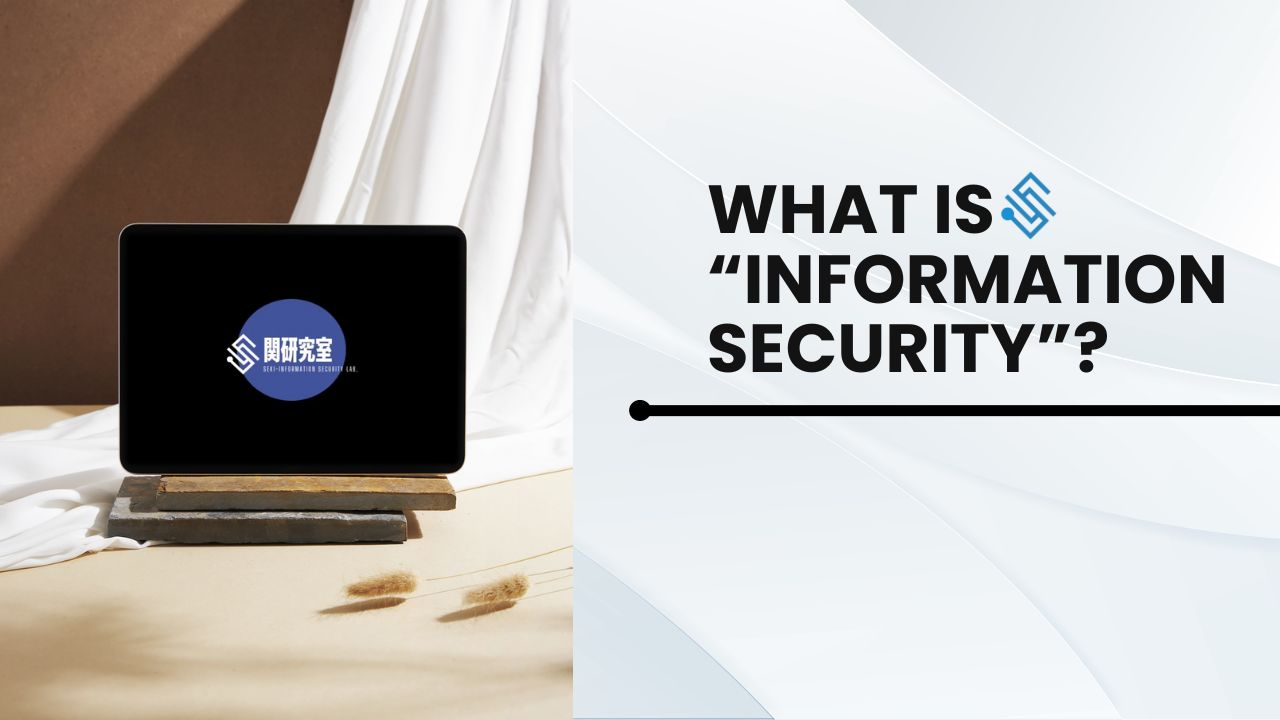 関研究室
SEKI-INFORMATION SECURITY LAB.
WHAT IS
“INFORMATION
SECURITY”?